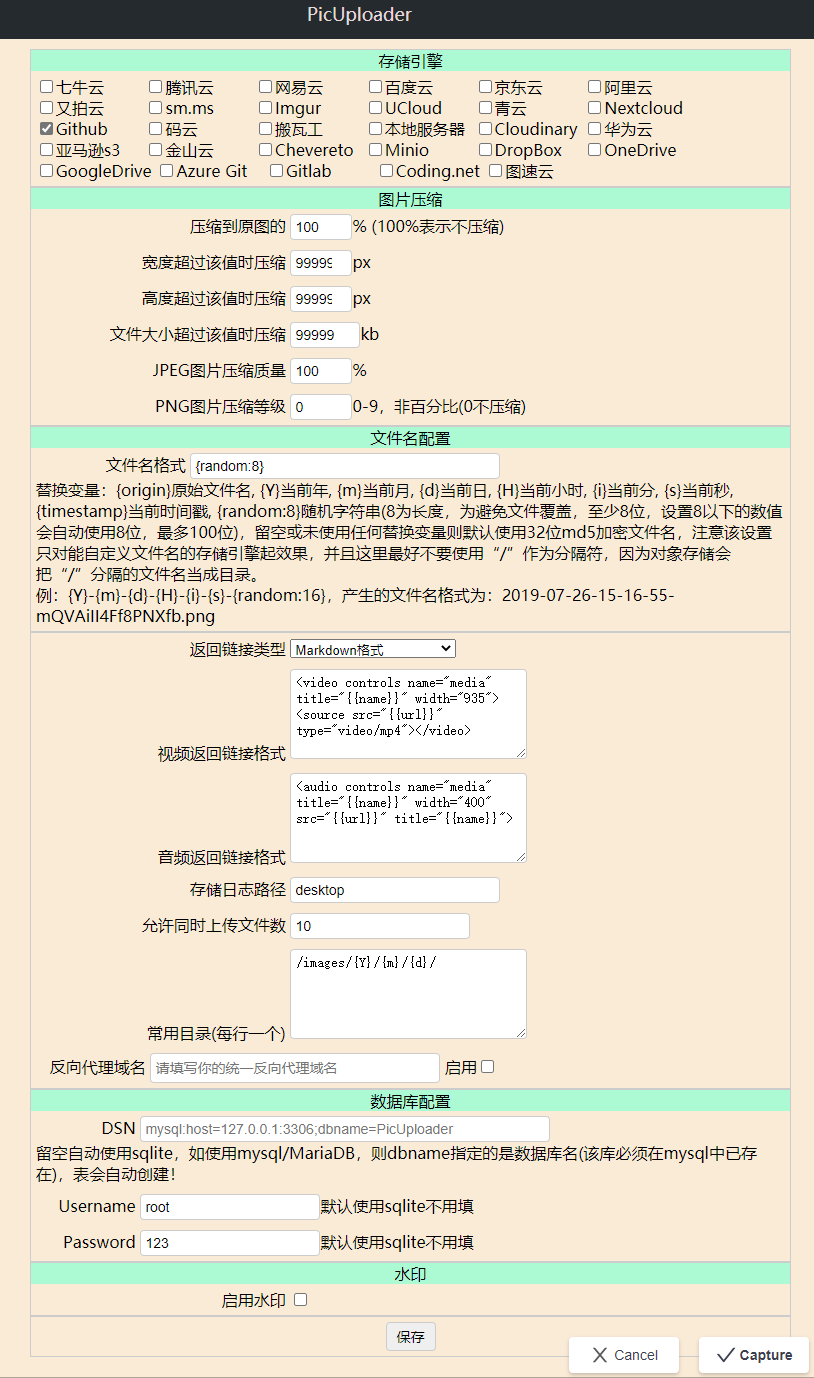 PicUploader
存储引擎
七牛云 腾讯云 网易云 百度云 京东云 阿里云
又拍云 sm.ms Imgur UCloud 青云 Nextcloud
Github 码云 搬瓦工 本地服务器 Cloudinary 华为云
亚马逊s3 金山云 Chevereto Minio DropBox OneDrive
GoogleDrive Azure Git Gitlab Coding.net 图速云
图片压缩
压缩到原图的 100 % (100%表示不压缩)
宽度超过该值时压缩 99999 px
高度超过该值时压缩 99999 px
文件大小超过该值时压缩 99999 kb
JPEG图片压缩质量 100 %
PNG图片压缩等级 0 0-9，非百分比(0不压缩)
文件名配置
文件名格式 {random:8}
替换变量：{origin}原始文件名, {Y}当前年, {m}当前月, {d}当前日, {H}当前小时, {i}当前分, {s}当前秒,
{timestamp}当前时间戳, {random:8}随机字符串(8为长度，为避免文件覆盖，至少8位，设置8以下的数值
会自动使用8位，最多100位)，留空或未使用任何替换变量则默认使用32位md5加密文件名，注意该设置
只对能自定义文件名的存储引擎起效果，并且这里最好不要使用“/”作为分隔符，因为对象存储会
把“/”分隔的文件名当成目录。
例：{Y}-{m}-{d}-{H}-{i}-{s}-{random:16}，产生的文件名格式为：2019-07-26-15-16-55-
mQVAiII4Ff8PNXfb.png
返回链接类型 Markdown格式
<video controls name="media"
title="{{name}}" width="935">
<source src="{{url}}"
type="video/mp4"></video>
视频返回链接格式
<audio controls name="media"
title="{{name}}" width="400"
src="{{url}}" title="{{name}}">
音频返回链接格式
存储日志路径 desktop
允许同时上传文件数 10
/images/{Y}/{m}/{d}/
常用目录(每行一个)
反向代理域名 请填写你的统一反向代理域名 启用
数据库配置
DSN mysql:host=127.0.0.1:3306;dbname=PicUploader
留空自动使用sqlite，如使用mysql/MariaDB，则dbname指定的是数据库名(该库必须在mysql中已存
在)，表会自动创建！
Username root 默认使用sqlite不用填
Password 123 默认使用sqlite不用填
水印
启用水印
保存
Cancel Capture